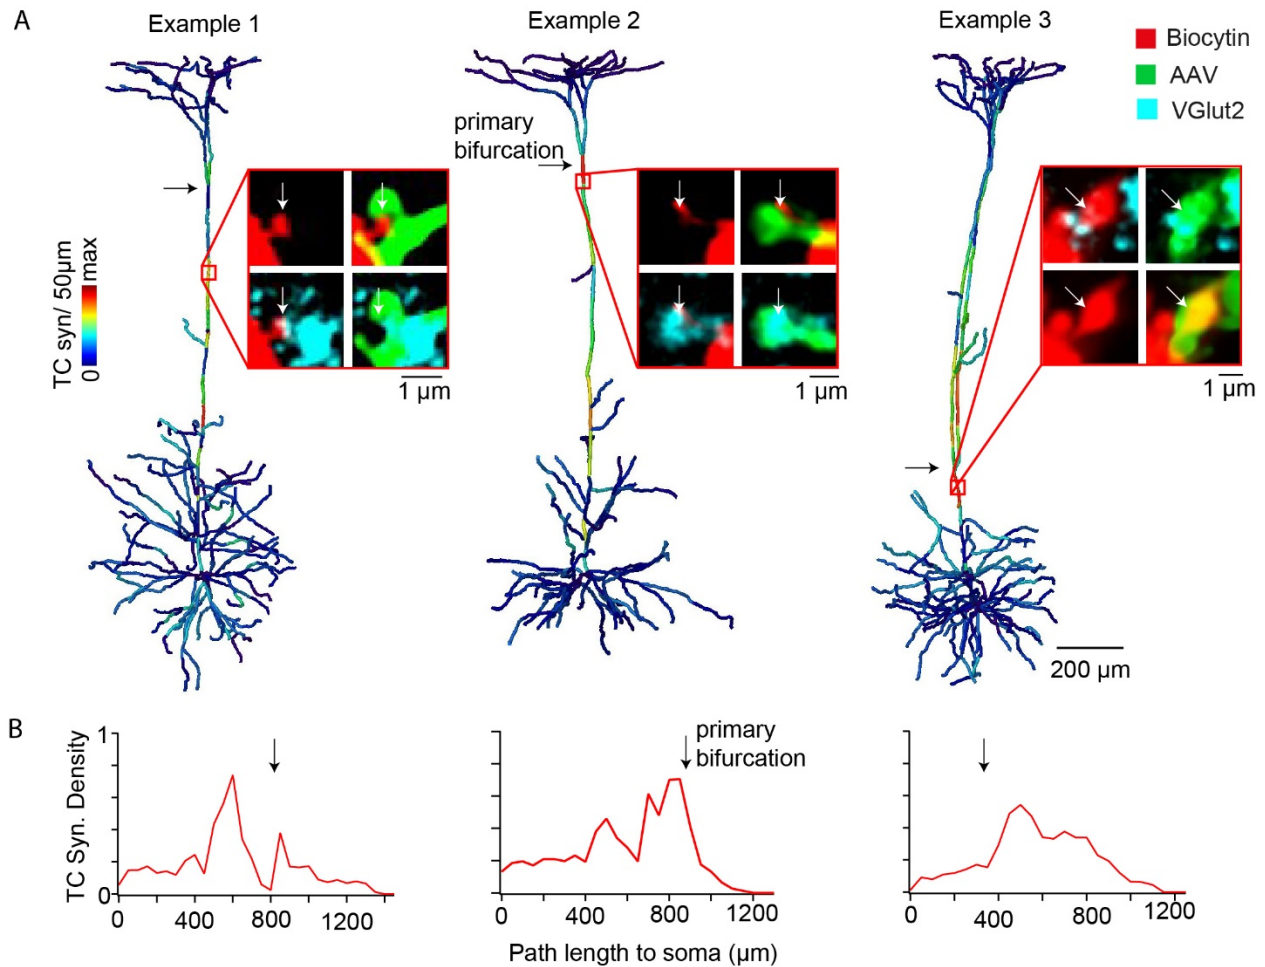 A
Example 1
Example 2
Example 3
Biocytin
AAV
VGlut2
primary
bifurcation
TC syn/ 50µm
0
max
1 µm
1 µm
1 µm
200 µm
B
TC Syn. Density
1
0
0
400
800
1200
primary
bifurcation
0
400
800
1200
0
400
800
1200
Path length to soma (µm)